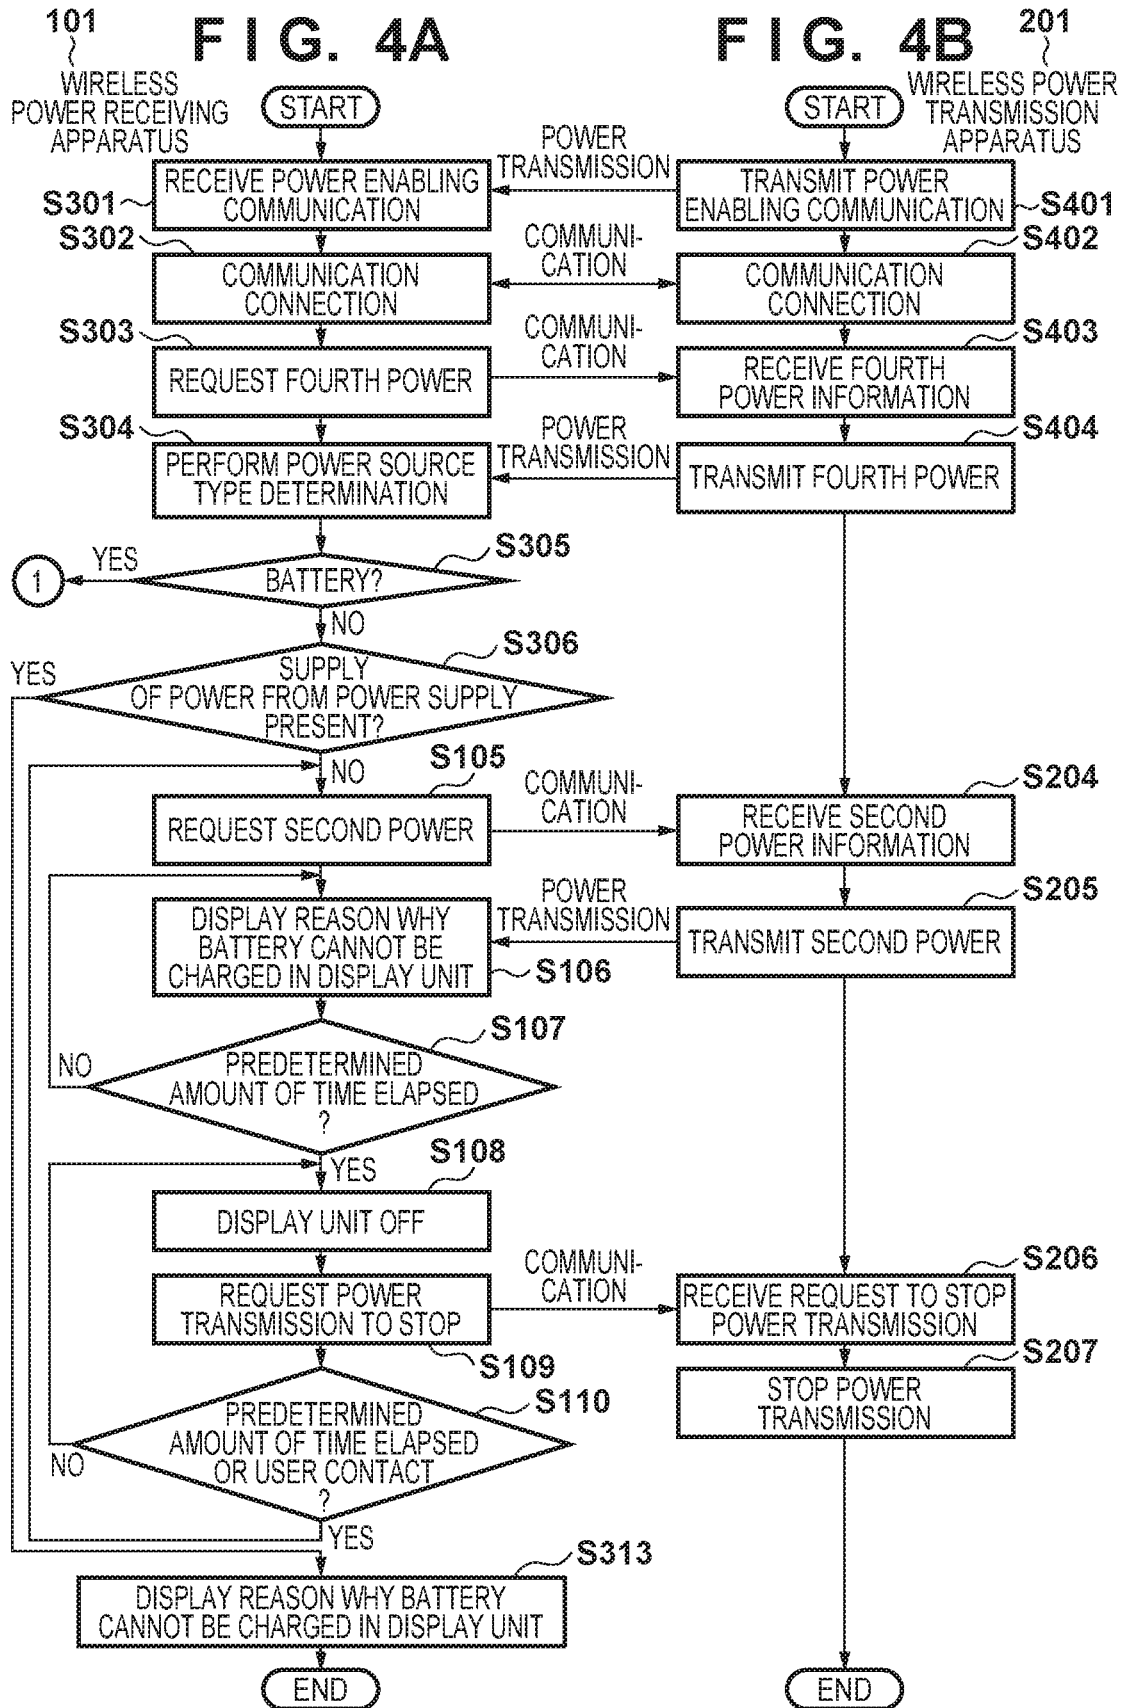 101
FIG. 4A
FIG. 4B
201
WIRELESS
POWER RECEIVING
APPARATUS
START
START
WIRELESS POWER
TRANSMISSION
APPARATUS
POWER
TRANSMISSION
RECEIVE POWER ENABLING
COMMUNICATION
TRANSMIT POWER
ENABLING COMMUNICATION
S301
S401
S302
COMMUNI-
CATION
S402
COMMUNICATION
CONNECTION
COMMUNICATION
CONNECTION
S303
COMMUNI-
CATION
S403
REQUEST FOURTH POWER
RECEIVE FOURTH
POWER INFORMATION
S304
POWER
TRANSMISSION
S404
PERFORM POWER SOURCE
TYPE DETERMINATION
TRANSMIT FOURTH POWER
S305
YES
1
BATTERY?
NO
S306
YES
SUPPLY
OF POWER FROM POWER SUPPLY
PRESENT?
NO
S105
COMMUNI-
CATION
S204
REQUEST SECOND POWER
RECEIVE SECOND
POWER INFORMATION
POWER
TRANSMISSION
S205
DISPLAY REASON WHY
BATTERY CANNOT BE
CHARGED IN DISPLAY UNIT
TRANSMIT SECOND POWER
S106
S107
NO
PREDETERMINED
AMOUNT OF TIME ELAPSED
?
YES
S108
DISPLAY UNIT OFF
COMMUNI-
CATION
S206
REQUEST POWER
TRANSMISSION TO STOP
RECEIVE REQUEST TO STOP
POWER TRANSMISSION
S109
S207
S110
STOP POWER
TRANSMISSION
PREDETERMINED
AMOUNT OF TIME ELAPSED
OR USER CONTACT
?
NO
YES
S313
DISPLAY REASON WHY BATTERY
CANNOT BE CHARGED IN DISPLAY UNIT
END
END